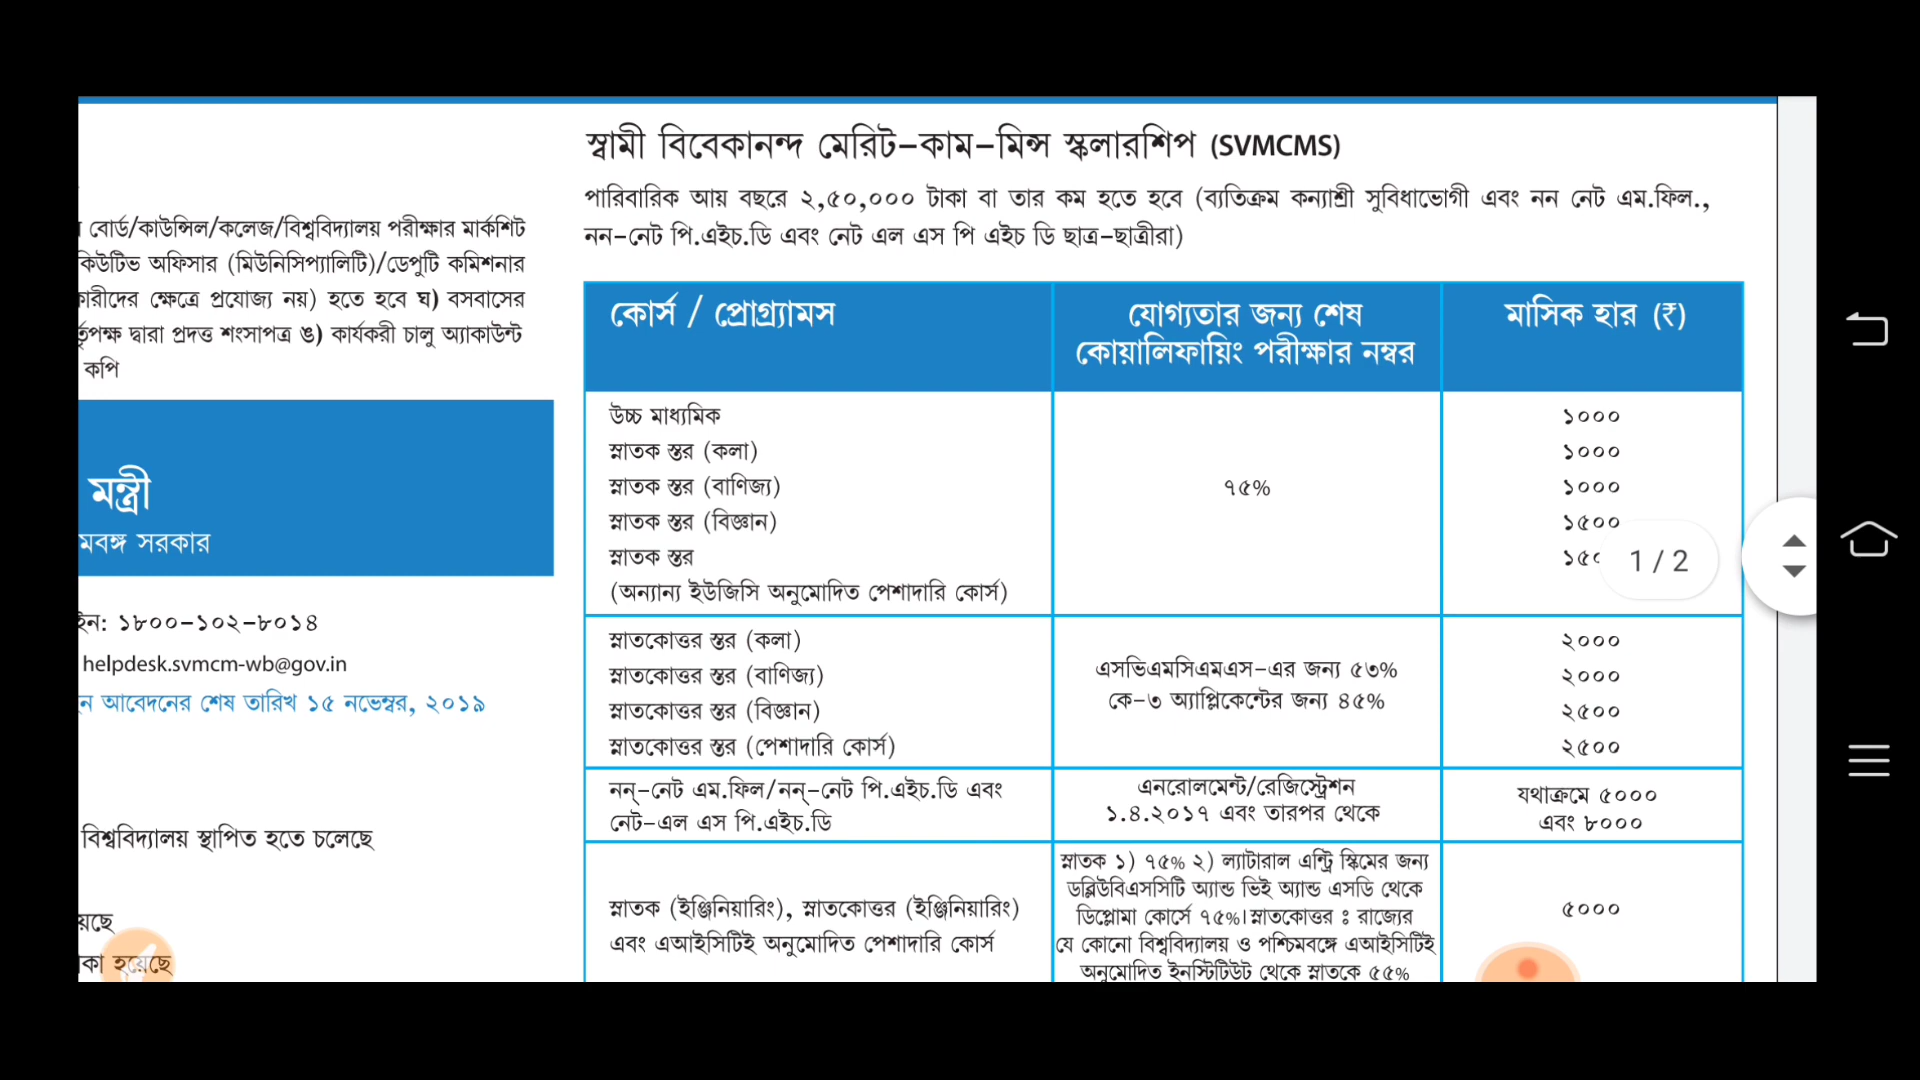 বোর্ড/কাউন্সিল/কলেজ/বিশ্ববিদ্যালয় পরীক্ষার মার্কশিট
কিউটিভ অফিসার (মিউনিসিপ্যালিটি)/ডেপুটি কমিশনার
কারীদের ক্ষেত্রে প্রযোজ্য নয়) হতে হবে ঘ) বসবাসের
র্তৃপক্ষ দ্বারা প্রদত্ত শংসাপত্র ঙ) কার্যকরী চালু অ্যাকাউন্ট
কপি
মন্ত্রী
মবঙ্গ সরকার
ইন: ১৮০০-১০২-৮০১৪
helpdesk.svmcm-wb@gov.in
ন আবেদনের শেষ তারিখ ১৫ নভেম্বর, ২০১৯
বিশ্ববিদ্যালয় স্থাপিত হতে চলেছে
য়েছে
কা হয়েছে
স্বামী বিবেকানন্দ মেরিট-কাম-মিন্স স্কলারশিপ (SVMCMS)
পারিবারিক আয় বছরে ২,৫০,০০০ টাকা বা তার কম হতে হবে (ব্যতিক্রম কন্যাশ্রী সুবিধাভোগী এবং নন নেট এম.ফিল.,
নন-নেট পি.এইচ.ডি এবং নেট এল এস পি এইচ ডি ছাত্র-ছাত্রীরা)
কোর্স / প্রোগ্র্যামস
যোগ্যতার জন্য শেষ
কোয়ালিফায়িং পরীক্ষার নম্বর
মাসিক হার (₹)
উচ্চ মাধ্যমিক
স্নাতক স্তর (কলা)
স্নাতক স্তর (বাণিজ্য)
স্নাতক স্তর (বিজ্ঞান)
স্নাতক স্তর
(অন্যান্য ইউজিসি অনুমোদিত পেশাদারি কোর্স)
৭৫%
১০০০
১০০০
১০০০
১৫০০
১৫০
1 / 2
স্নাতকোত্তর স্তর (কলা)
স্নাতকোত্তর স্তর (বাণিজ্য)
স্নাতকোত্তর স্তর (বিজ্ঞান)
স্নাতকোত্তর স্তর (পেশাদারি কোর্স)
এসভিএমসিএমএস-এর জন্য ৫৩%
কে-৩ অ্যাপ্লিকেন্টের জন্য ৪৫%
২০০০
২০০০
২৫০০
২৫০০
নন্-নেট এম.ফিল/নন্-নেট পি.এইচ.ডি এবং
নেট-এল এস পি.এইচ.ডি
এনরোলমেন্ট/রেজিস্ট্রেশন
১.৪.২০১৭ এবং তারপর থেকে
যথাক্রমে ৫০০০
এবং ৮০০০
স্নাতক (ইঞ্জিনিয়ারিং), স্নাতকোত্তর (ইঞ্জিনিয়ারিং)
এবং এআইসিটিই অনুমোদিত পেশাদারি কোর্স
স্নাতক ১) ৭৫% ২) ল্যাটারাল এন্ট্রি স্কিমের জন্য
ডব্লিউবিএসসিটি অ্যান্ড ভিই অ্যান্ড এসডি থেকে
ডিপ্লোমা কোর্সে ৭৫%। স্নাতকোত্তর ঃ রাজ্যের
যে কোনো বিশ্ববিদ্যালয় ও পশ্চিমবঙ্গে এআইসিটিই
অনুমোদিত ইনস্টিটিউট থেকে স্নাতকে ৫৫%
৫০০০